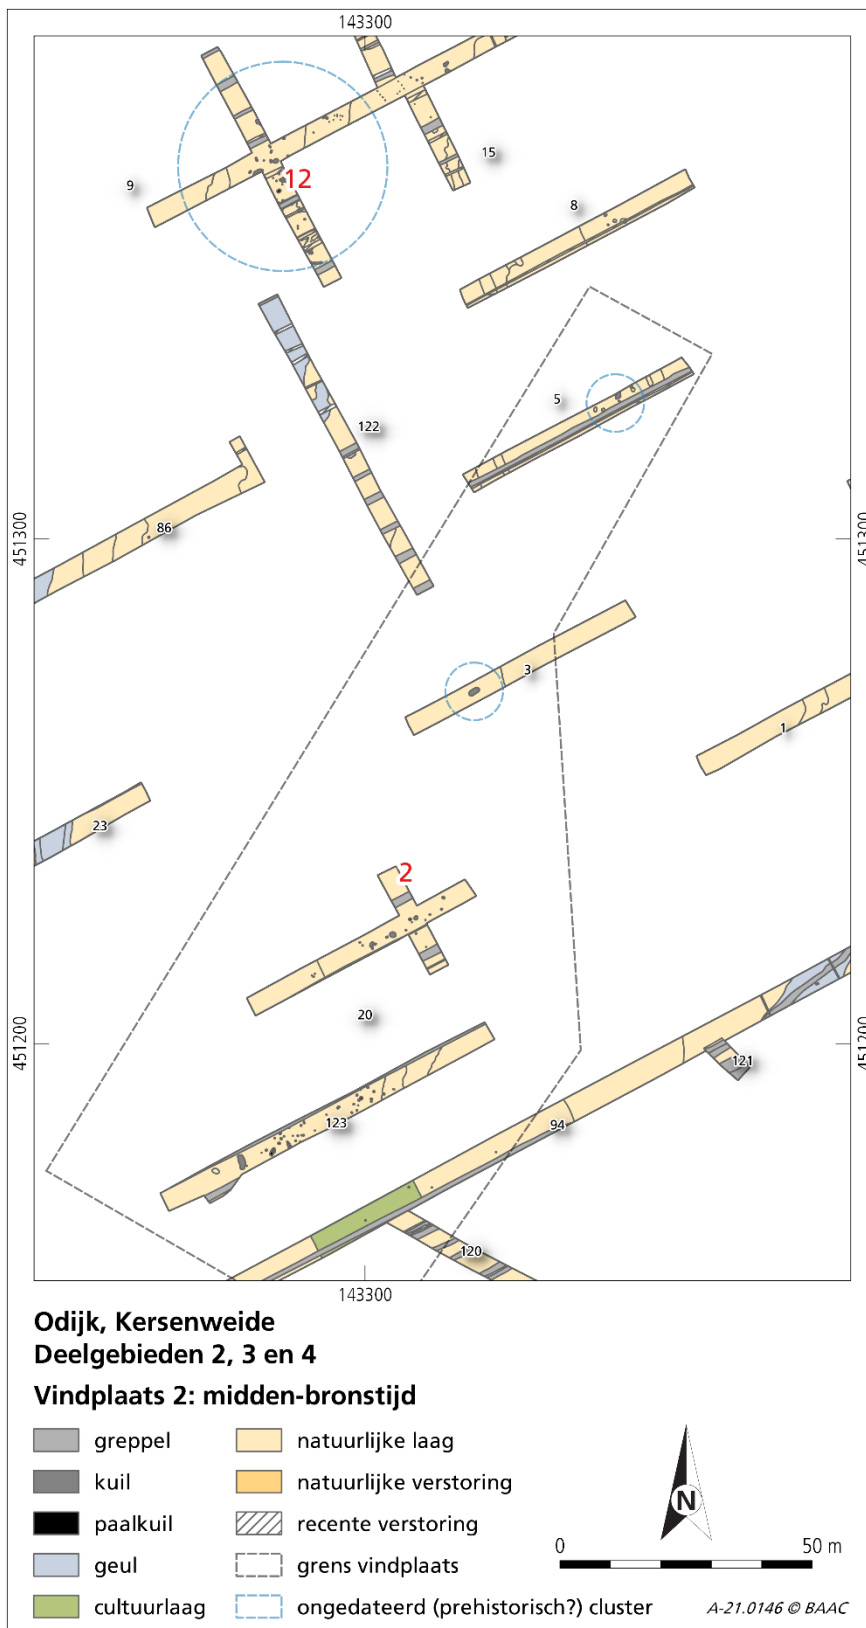 143300
15
9
12
8
5
122
451300
451300
86
3
1
23
2
20
451200
451200
121
123
94
120
143300
Odijk, Kersenweide
Deelgebieden 2, 3 en 4
Vindplaats 2: midden-bronstijd
greppel
natuurlijke laag
kuil
natuurlijke verstoring
paalkuil
recente verstoring
geul
grens vindplaats
cultuurlaag
ongedateerd (prehistorisch?) cluster
N
0 50 m
A-21.0146 © BAAC